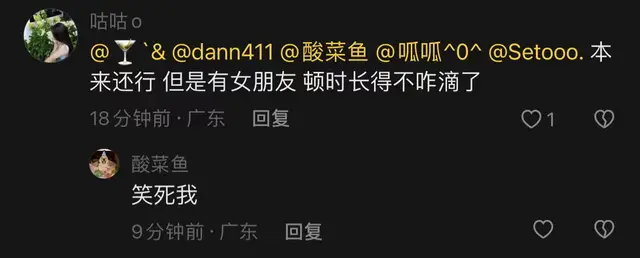 咕咕o
@🍸`& @dann411 @酸菜鱼 @呱呱^0^ @Setooo. 本
来还行 但是有女朋友 顿时长得不咋滴了
18分钟前 · 广东 回复 1
酸菜鱼
笑死我
9分钟前 · 广东 回复